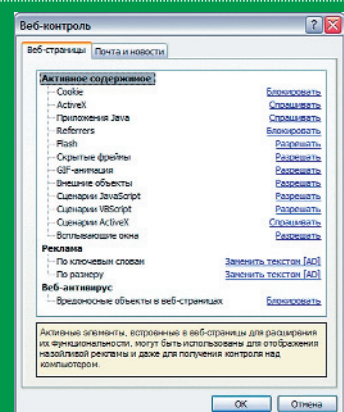 Веб-контроль
Веб-страницы Почта и новости
Активное содержимое
Cookie Блокировать
ActiveX Спрашивать
Приложения Java Спрашивать
Referrers Блокировать
Flash Разрешать
Скрытые фреймы Разрешать
GIF-анимация Разрешать
Внешние объекты Разрешать
Сценарии JavaScript Разрешать
Сценарии VBScript Разрешать
Сценарии ActiveX Спрашивать
Всплывающие окна Разрешать
Реклама
По ключевым словам Заменить текстом [AD]
По размеру Заменить текстом [AD]
Веб-антивирус
Вредоносные объекты в веб-страницах Блокировать
Активные элементы, встроенные в веб-страницы для расширения
их функциональности, могут быть использованы для отображения
назойливой рекламы и даже для получения контроля над
компьютером.
OK Отмена